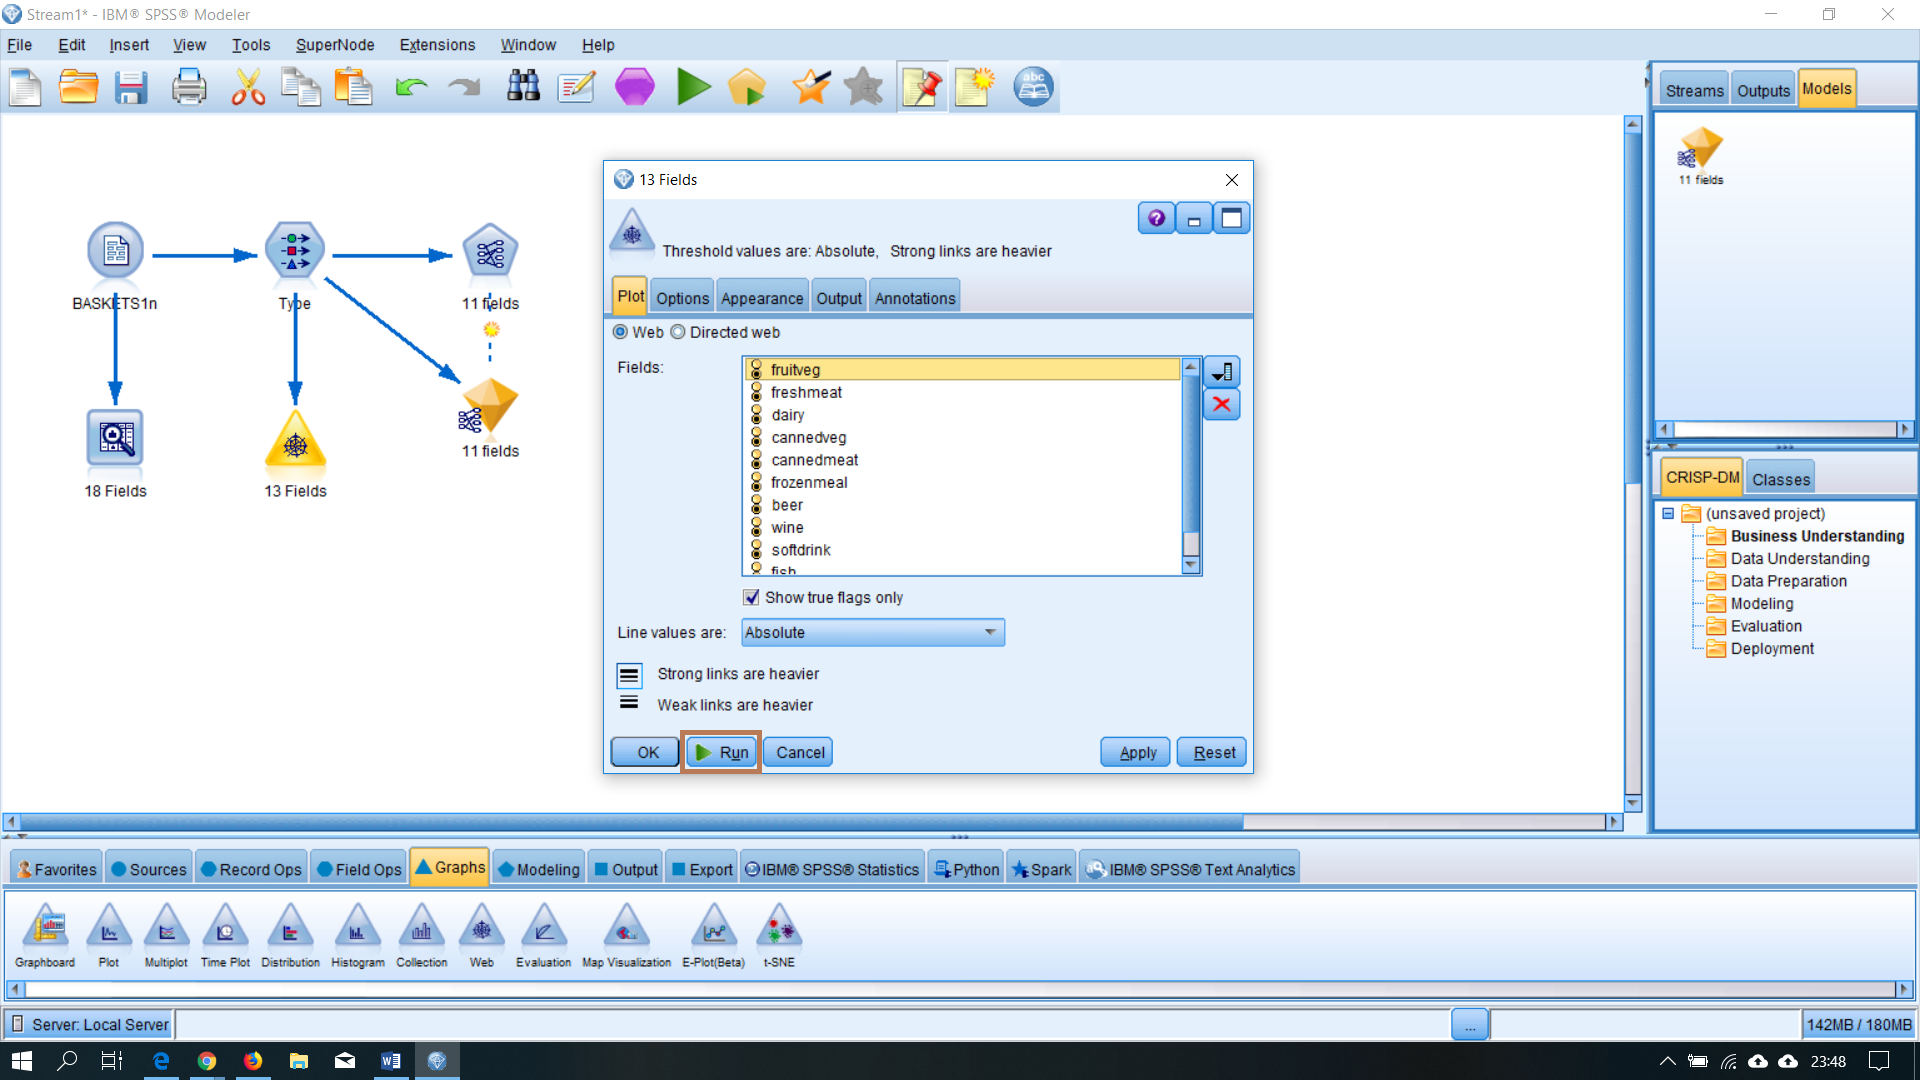 Stream1* - IBM® SPSS® Modeler
File Edit Insert View Tools SuperNode Extensions Window Help
abc
Streams Outputs Models
11 fields
BASKETS1n
Type
11 fields
18 Fields
13 Fields
11 fields
13 Fields
Threshold values are: Absolute, Strong links are heavier
Plot Options Appearance Output Annotations
Web Directed web
Fields:
fruitveg
freshmeat
dairy
cannedveg
cannedmeat
frozenmeal
beer
wine
softdrink
fish
Show true flags only
Line values are: Absolute
Strong links are heavier
Weak links are heavier
OK Run Cancel Apply Reset
CRISP-DM Classes
(unsaved project)
Business Understanding
Data Understanding
Data Preparation
Modeling
Evaluation
Deployment
Favorites Sources Record Ops Field Ops Graphs Modeling Output Export IBM® SPSS® Statistics Python Spark IBM® SPSS® Text Analytics
Graphboard Plot Multiplot Time Plot Distribution Histogram Collection Web Evaluation Map Visualization E-Plot(Beta) t-SNE
Server: Local Server ... 142MB / 180MB
23:48